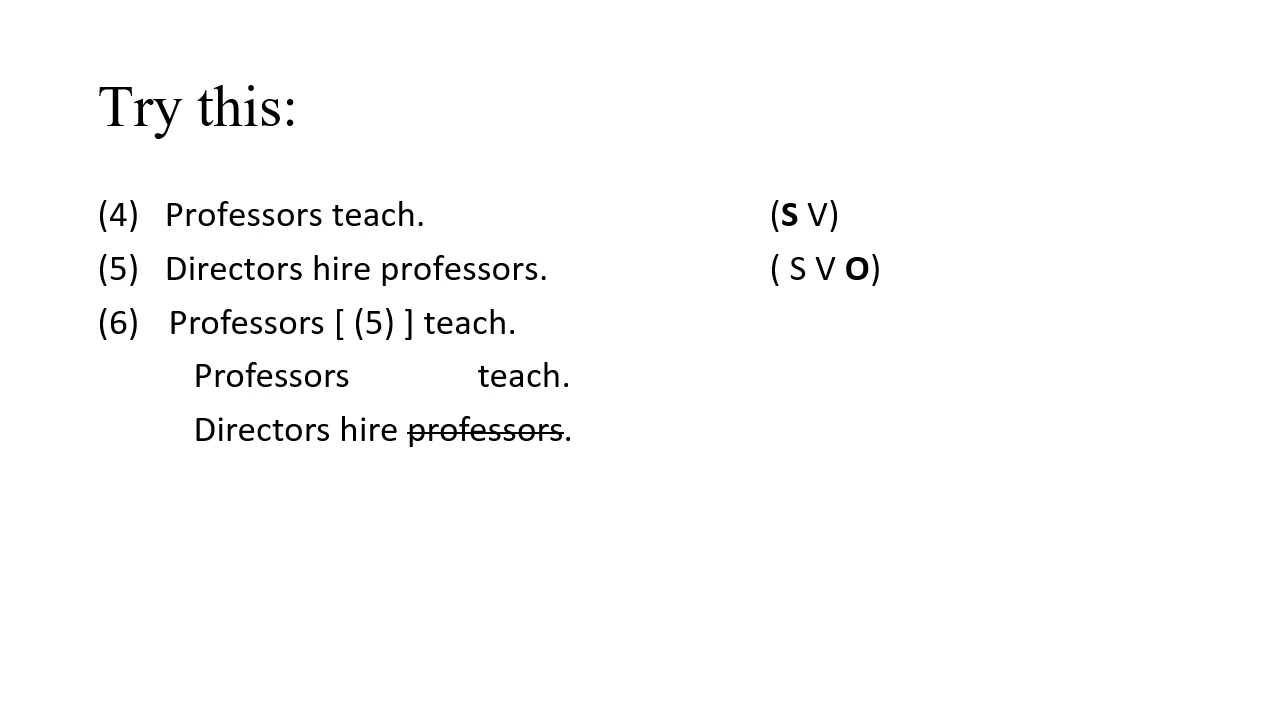 Try this:
(4) Professors teach. (S V)
(5) Directors hire professors. ( S V O)
(6) Professors [ (5) ] teach.
Professors teach.
Directors hire professors.